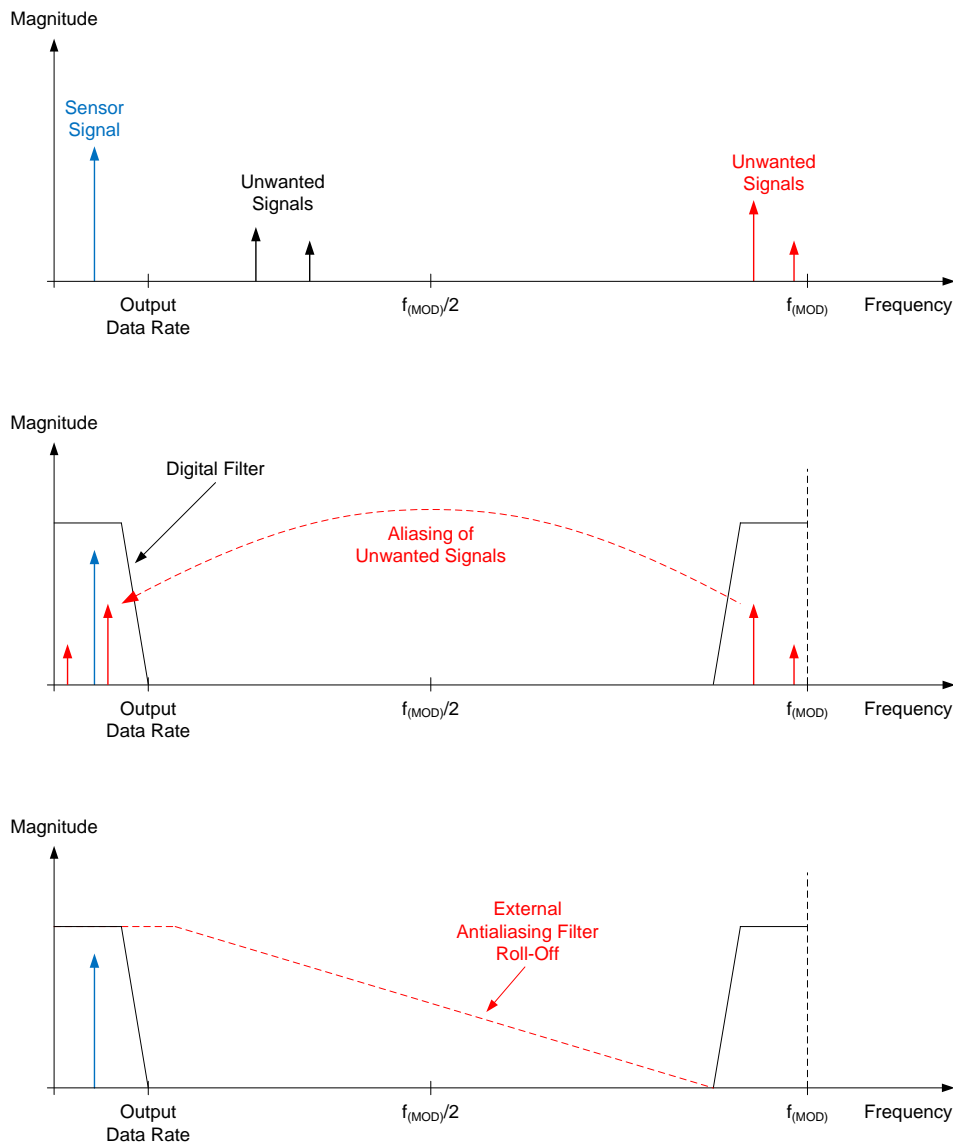 Magnitude
Sensor
Signal
Unwanted
Signals
Unwanted
Signals
Output
Data Rate
f(MOD)/2
f(MOD)
Frequency
Magnitude
Digital Filter
Aliasing of
Unwanted Signals
Output
Data Rate
f(MOD)/2
f(MOD)
Frequency
Magnitude
External
Antialiasing Filter
Roll-Off
Output
Data Rate
f(MOD)/2
f(MOD)
Frequency